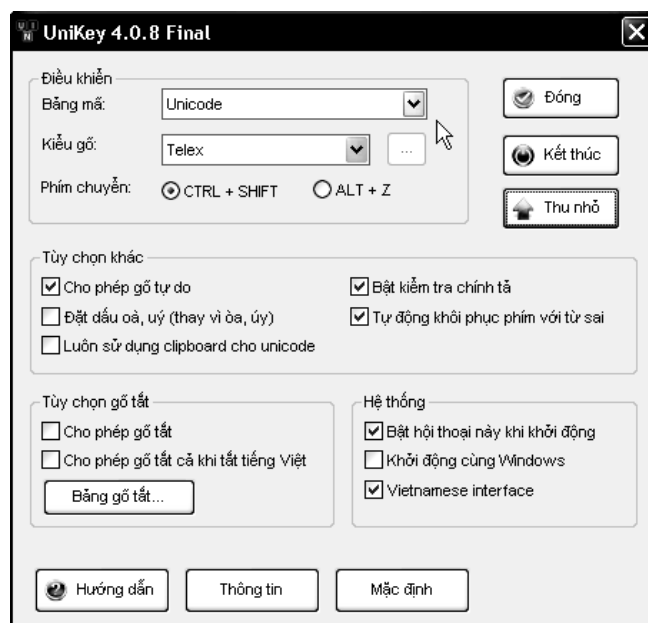 UniKey 4.0.8 Final
Điều khiển
Bảng mã: Unicode
Đóng
Kiểu gõ: Telex ...
Kết thúc
Phím chuyển: CTRL + SHIFT ALT + Z
Thu nhỏ
Tùy chọn khác
Cho phép gõ tự do Bật kiểm tra chính tả
Đặt dấu oà, uý (thay vì òa, úy) Tự động khôi phục phím với từ sai
Luôn sử dụng clipboard cho unicode
Tùy chọn gõ tắt Hệ thống
Cho phép gõ tắt Bật hội thoại này khi khởi động
Cho phép gõ tắt cả khi tắt tiếng Việt Khởi động cùng Windows
Bảng gõ tắt... Vietnamese interface
Hướng dẫn Thông tin Mặc định